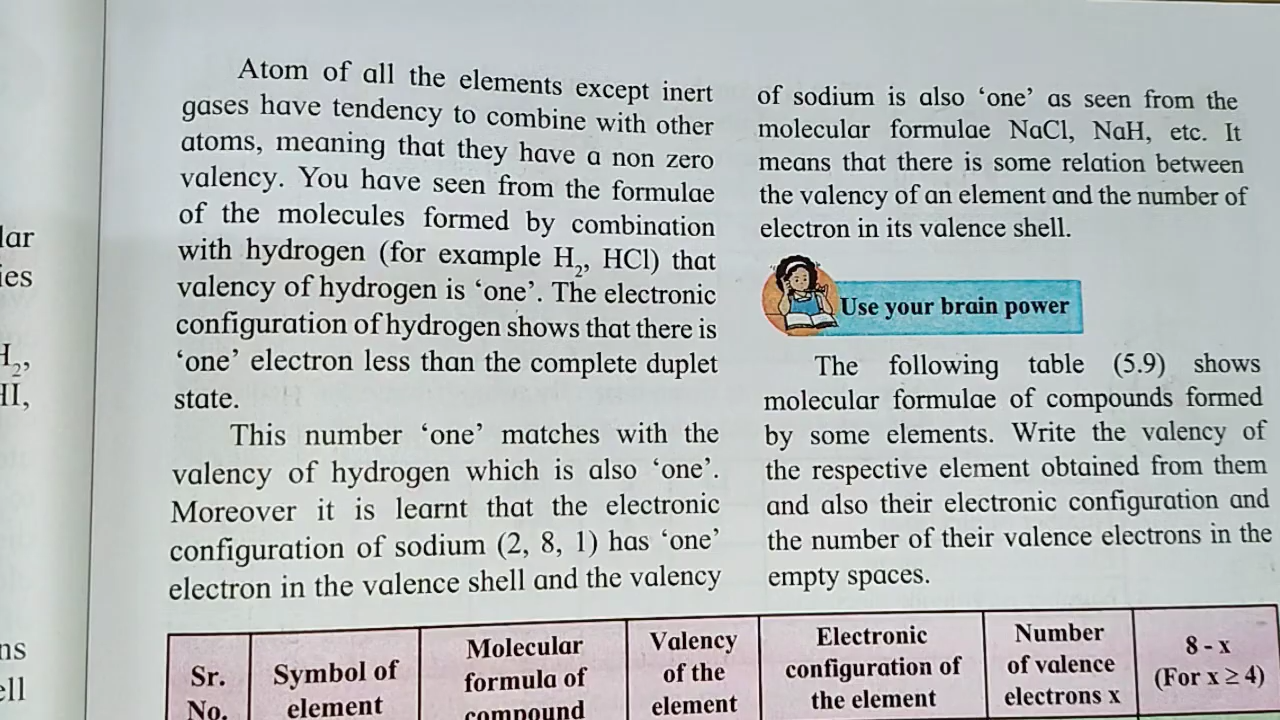 Atom of all the elements except inert
gases have tendency to combine with other
atoms, meaning that they have a non zero
valency. You have seen from the formulae
of the molecules formed by combination
with hydrogen (for example H₂, HCl) that
valency of hydrogen is ‘one’. The electronic
configuration of hydrogen shows that there is
‘one’ electron less than the complete duplet
state.
This number ‘one’ matches with the
valency of hydrogen which is also ‘one’.
Moreover it is learnt that the electronic
configuration of sodium (2, 8, 1) has ‘one’
electron in the valence shell and the valency
of sodium is also ‘one’ as seen from the
molecular formulae NaCl, NaH, etc. It
means that there is some relation between
the valency of an element and the number of
electron in its valence shell.
Use your brain power
The following table (5.9) shows
molecular formulae of compounds formed
by some elements. Write the valency of
the respective element obtained from them
and also their electronic configuration and
the number of their valence electrons in the
empty spaces.
Sr.
No.
Symbol of
element
Molecular
formula of
compound
Valency
of the
element
Electronic
configuration of
the element
Number
of valence
electrons x
8 - x
(For x ≥ 4)